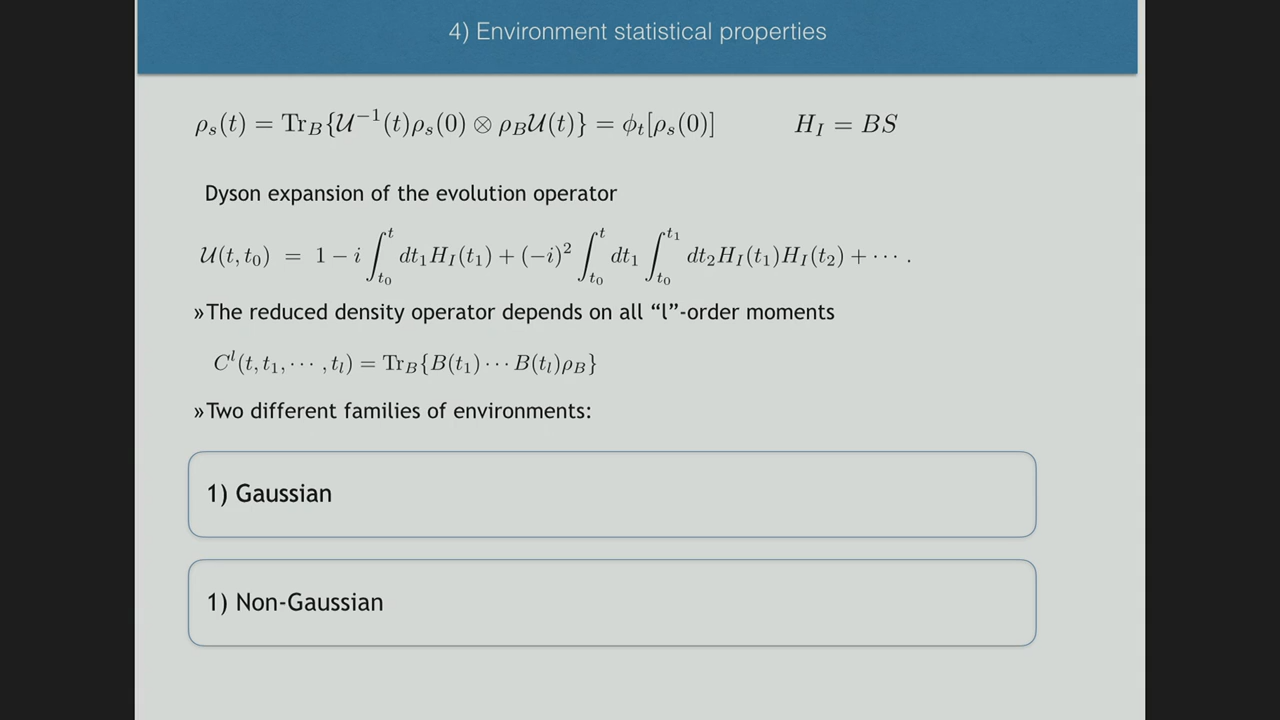 4) Environment statistical properties
ρ_s(t) = Tr_B{𝒰^{-1}(t)ρ_s(0) ⊗ ρ_B𝒰(t)} = ϕ_t[ρ_s(0)] H_I = BS
Dyson expansion of the evolution operator
𝒰(t, t_0) = 1 − i ∫_{t_0}^{t} dt_1 H_I(t_1) + (−i)^2 ∫_{t_0}^{t} dt_1 ∫_{t_0}^{t_1} dt_2 H_I(t_1)H_I(t_2) + ⋯ .
»The reduced density operator depends on all “l”-order moments
C^l(t, t_1, ⋯ , t_l) = Tr_B{B(t_1) ⋯ B(t_l)ρ_B}
»Two different families of environments:
1) Gaussian
1) Non-Gaussian